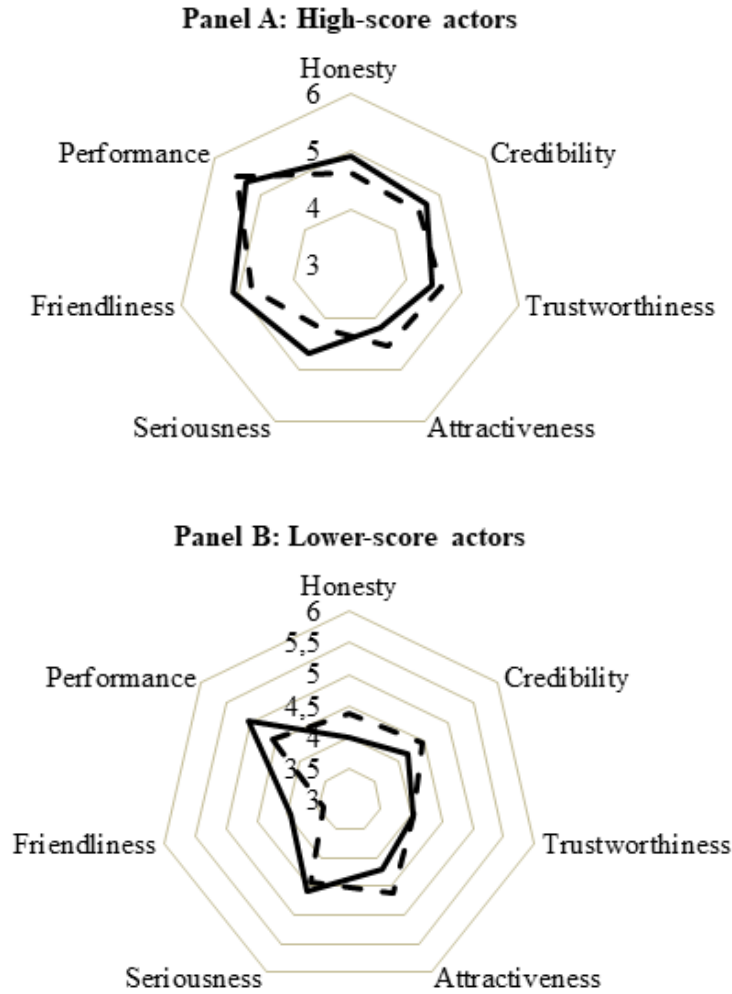 Panel A: High-score actors
Honesty
6
Performance
Credibility
5
4
3
Friendliness
Trustworthiness
Seriousness
Attractiveness
Panel B: Lower-score actors
Honesty
6
5,5
Performance
5
Credibility
4,5
4
3,5
3
Friendliness
Trustworthiness
Seriousness
Attractiveness